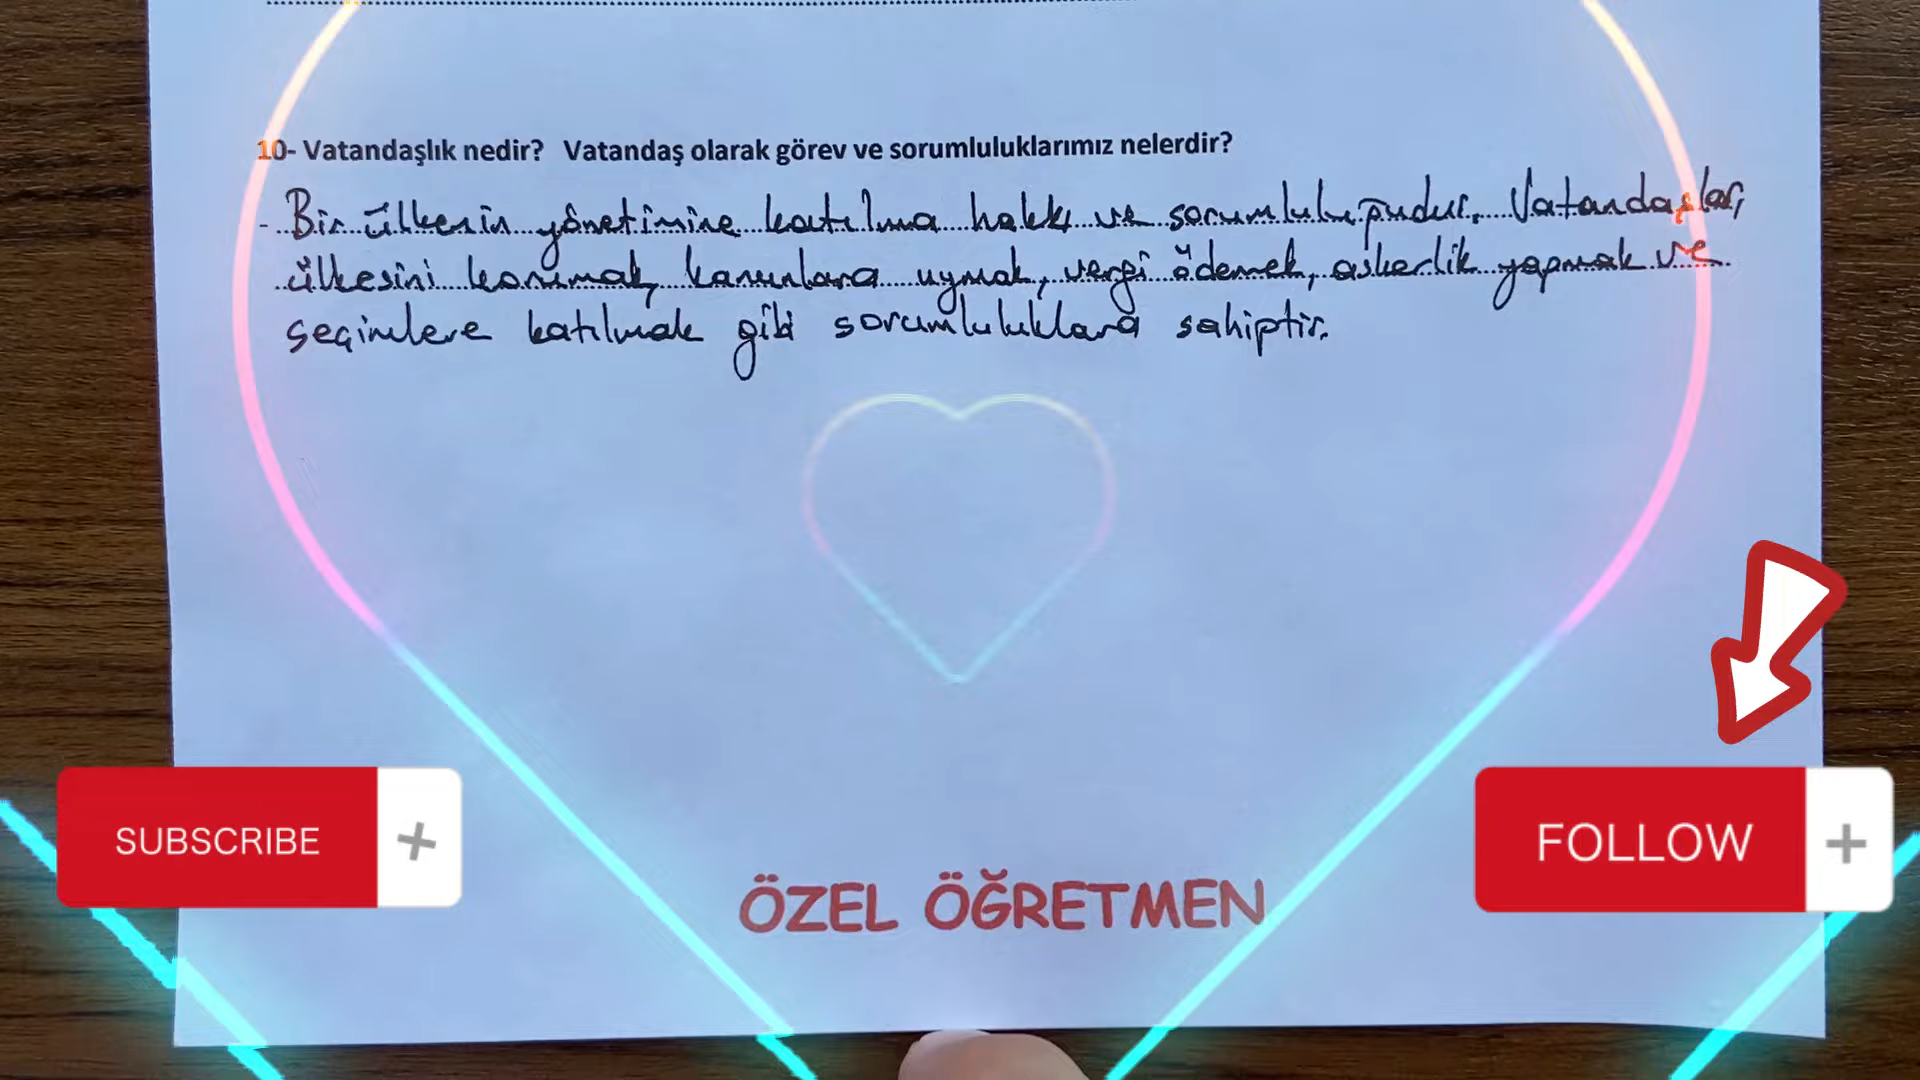 10- Vatandaşlık nedir? Vatandaş olarak görev ve sorumluluklarımız nelerdir?
- Bir ülkenin yönetimine katılma hakkı ve sorumluluğudur. Vatandaşlar,
ülkesini korumak, kanunlara uymak, vergi ödemek, askerlik yapmak ve
seçimlere katılmak gibi sorumluluklara sahiptir.
SUBSCRIBE +
FOLLOW +
ÖZEL ÖĞRETMEN